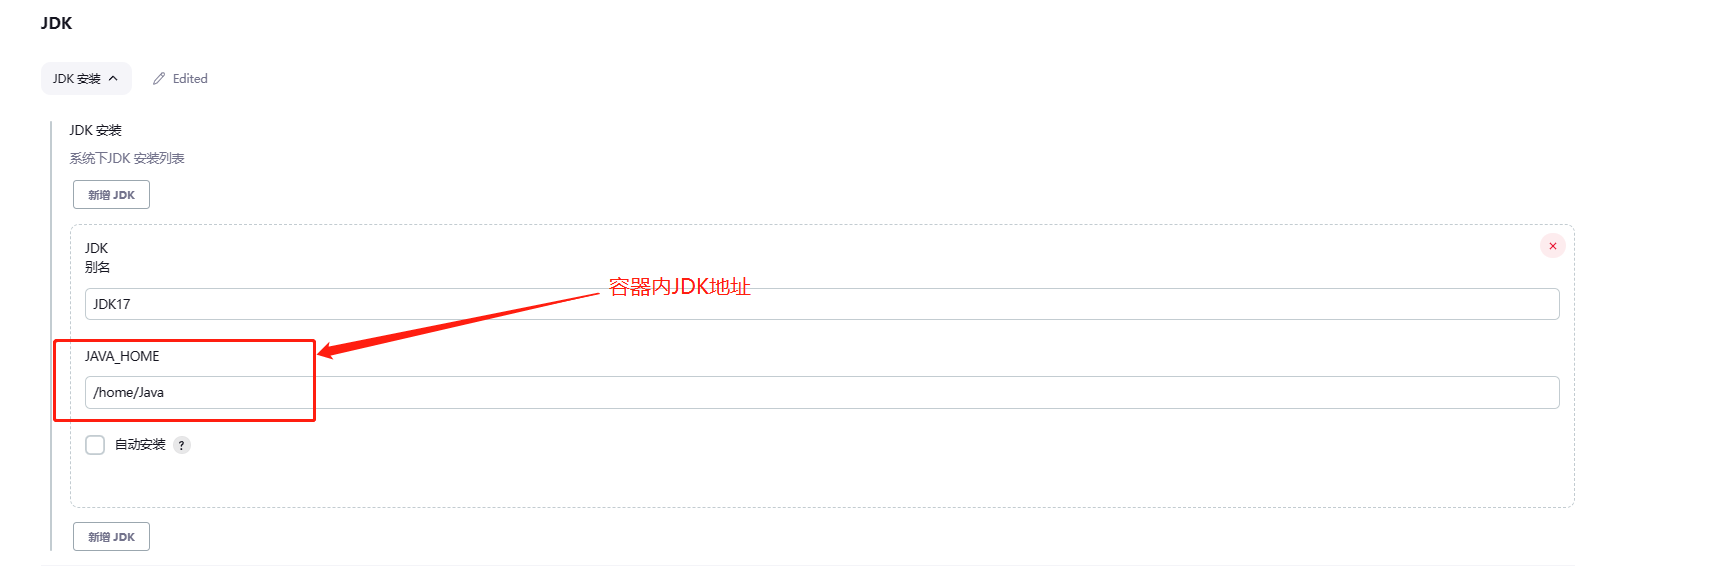 JDK
JDK 安装
Edited
JDK 安装
系统下JDK 安装列表
新增 JDK
JDK
别名
容器内JDK地址
JDK17
JAVA_HOME
/home/Java
自动安装 ?
新增 JDK